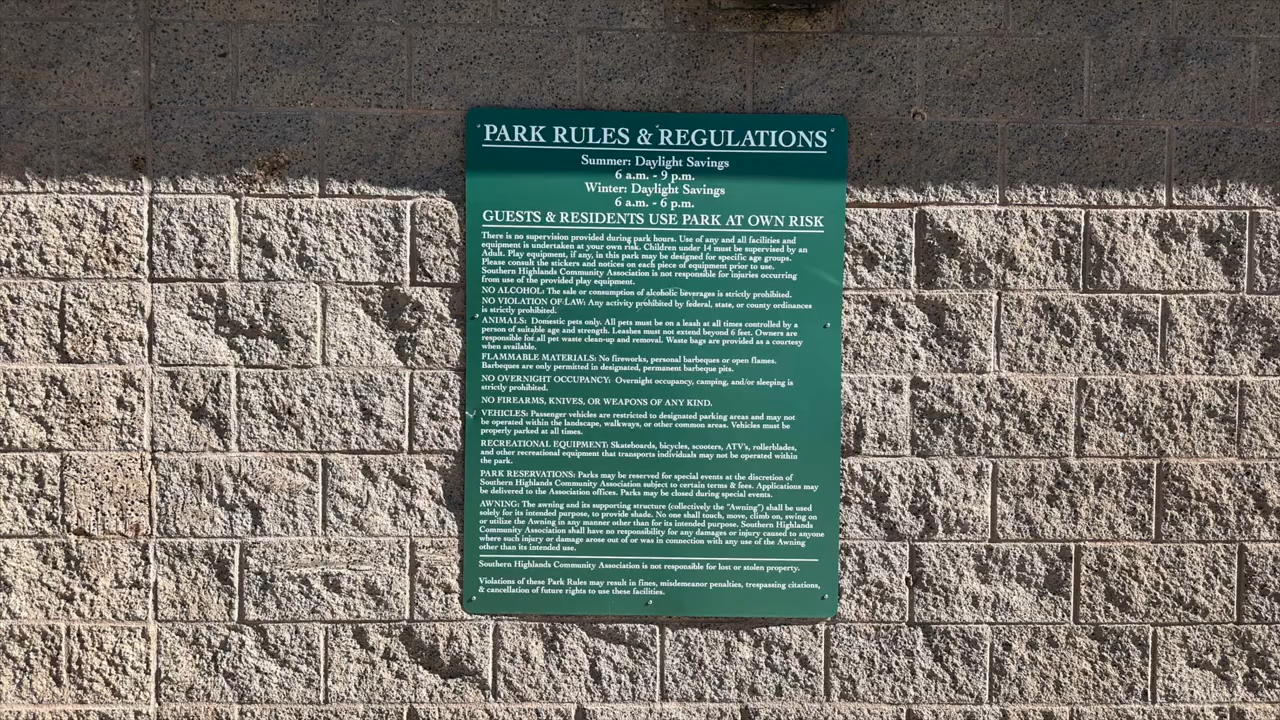 PARK RULES & REGULATIONS
Summer: Daylight Savings
6 a.m. - 9 p.m.
Winter: Daylight Savings
6 a.m. - 6 p.m.
GUESTS & RESIDENTS USE PARK AT OWN RISK
There is no supervision provided during park hours. Use of any and all facilities and
equipment is undertaken at your own risk. Children under 14 must be supervised by an
Adult. Play equipment, if any, in this park may be designed for specific age groups.
Please consult the stickers and notices on each piece of equipment prior to use.
Southern Highlands Community Association is not responsible for injuries occurring
from use of the provided play equipment.
NO ALCOHOL: The sale or consumption of alcoholic beverages is strictly prohibited.
NO VIOLATION OF LAW: Any activity prohibited by federal, state, or county ordinances
is strictly prohibited.
ANIMALS: Domestic pets only. All pets must be on a leash at all times controlled by a
person of suitable age and strength. Leashes must not extend beyond 6 feet. Owners are
responsible for all pet waste clean-up and removal. Waste bags are provided as a courtesy
when available.
FLAMMABLE MATERIALS: No fireworks, personal barbeques or open flames.
Barbeques are only permitted in designated, permanent barbeque pits.
NO OVERNIGHT OCCUPANCY: Overnight occupancy, camping, and/or sleeping is
strictly prohibited.
NO FIREARMS, KNIVES, OR WEAPONS OF ANY KIND.
VEHICLES: Passenger vehicles are restricted to designated parking areas and may not
be operated within the landscape, walkways, or other common areas. Vehicles must be
properly parked at all times.
RECREATIONAL EQUIPMENT: Skateboards, bicycles, scooters, ATV's, rollerblades,
and other recreational equipment that transports individuals may not be operated within
the park.
PARK RESERVATIONS: Parks may be reserved for special events at the discretion of
Southern Highlands Community Association subject to certain terms & fees. Applications may
be delivered to the Association offices. Parks may be closed during special events.
AWNING: The awning and its supporting structure (collectively the "Awning") shall be used
solely for its intended purpose, to provide shade. No one shall touch, move, climb on, swing on
or utilize the Awning in any manner other than for its intended purpose. Southern Highlands
Community Association shall have no responsibility for any damages or injury caused to anyone
where such injury or damage arose out of or was in connection with any use of the Awning
other than its intended use.
Southern Highlands Community Association is not responsible for lost or stolen property.
Violations of these Park Rules may result in fines, misdemeanor penalties, trespassing citations,
& cancellation of future rights to use these facilities.